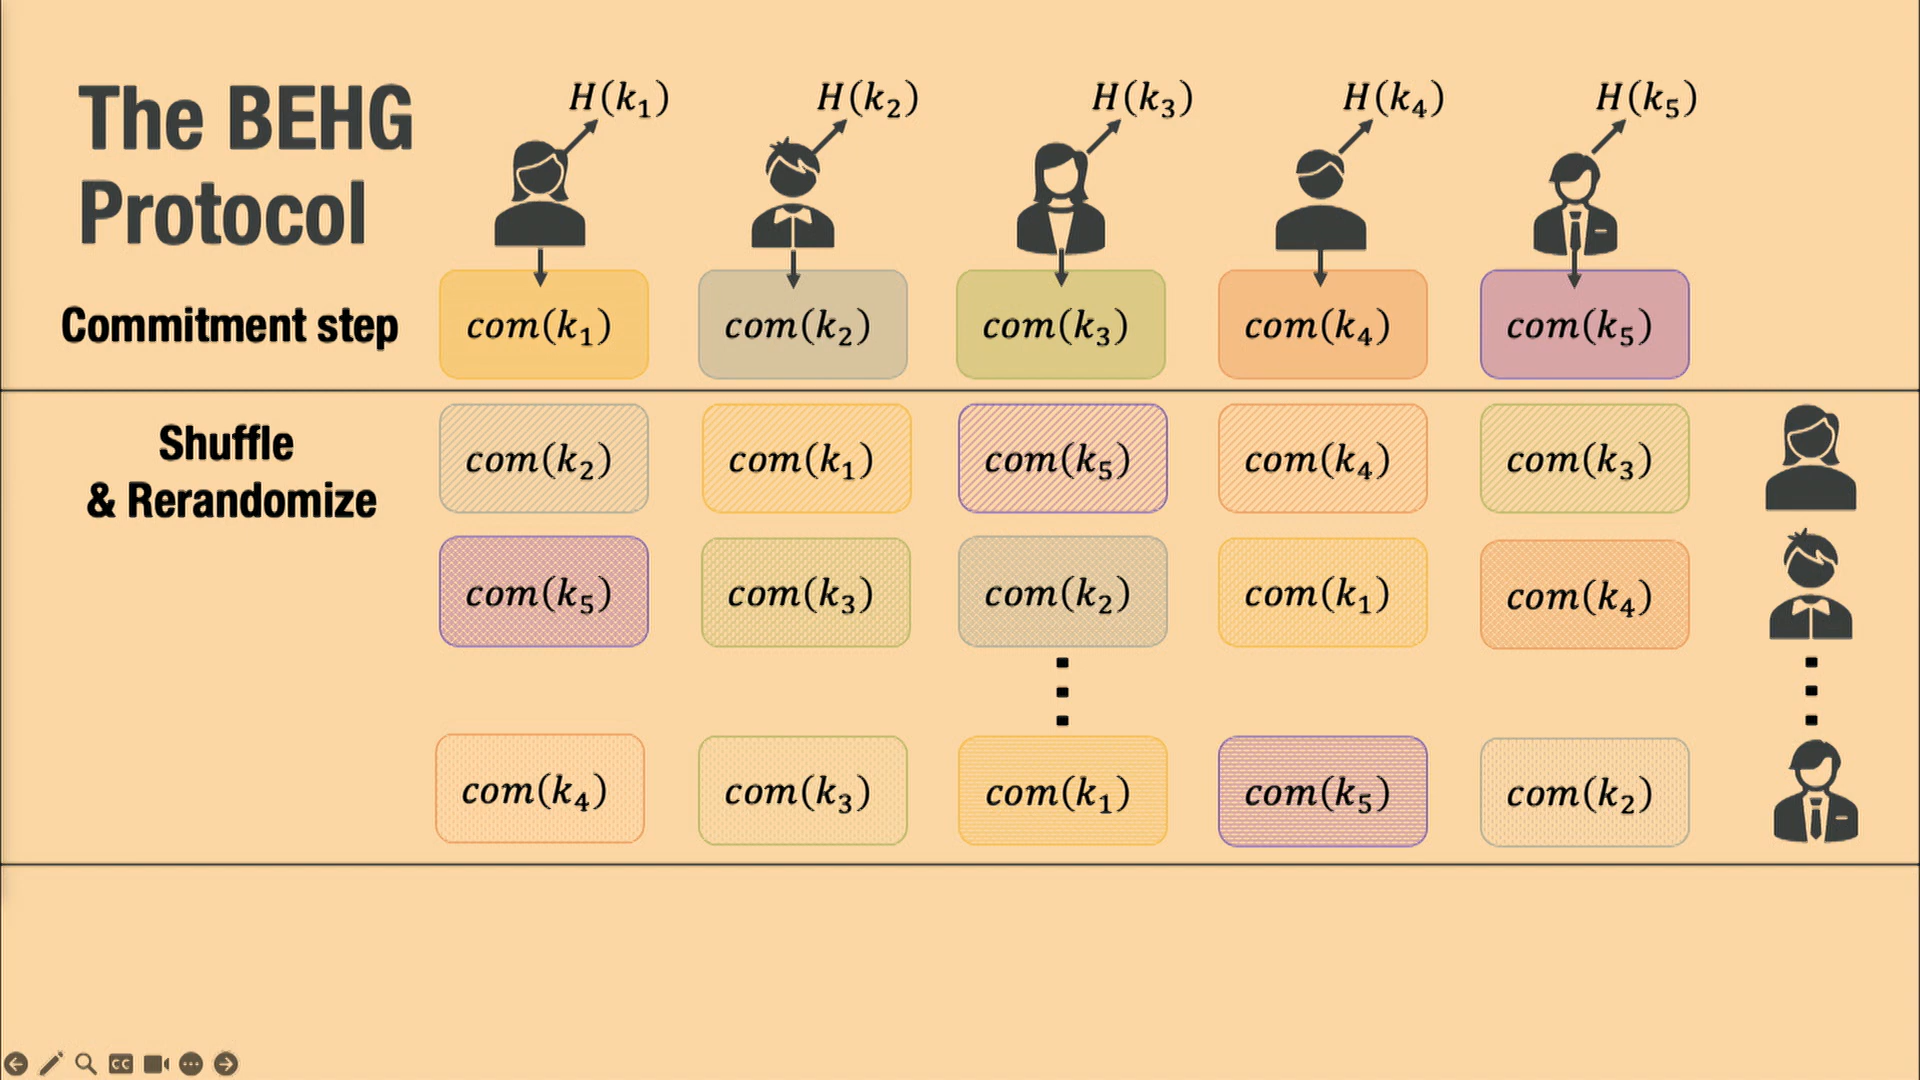 The BEHG
Protocol
H(k₁) H(k₂) H(k₃) H(k₄) H(k₅)
Commitment step
com(k₁) com(k₂) com(k₃) com(k₄) com(k₅)
Shuffle
& Rerandomize
com(k₂) com(k₁) com(k₅) com(k₄) com(k₃)
com(k₅) com(k₃) com(k₂) com(k₁) com(k₄)
com(k₄) com(k₃) com(k₁) com(k₅) com(k₂)
CC